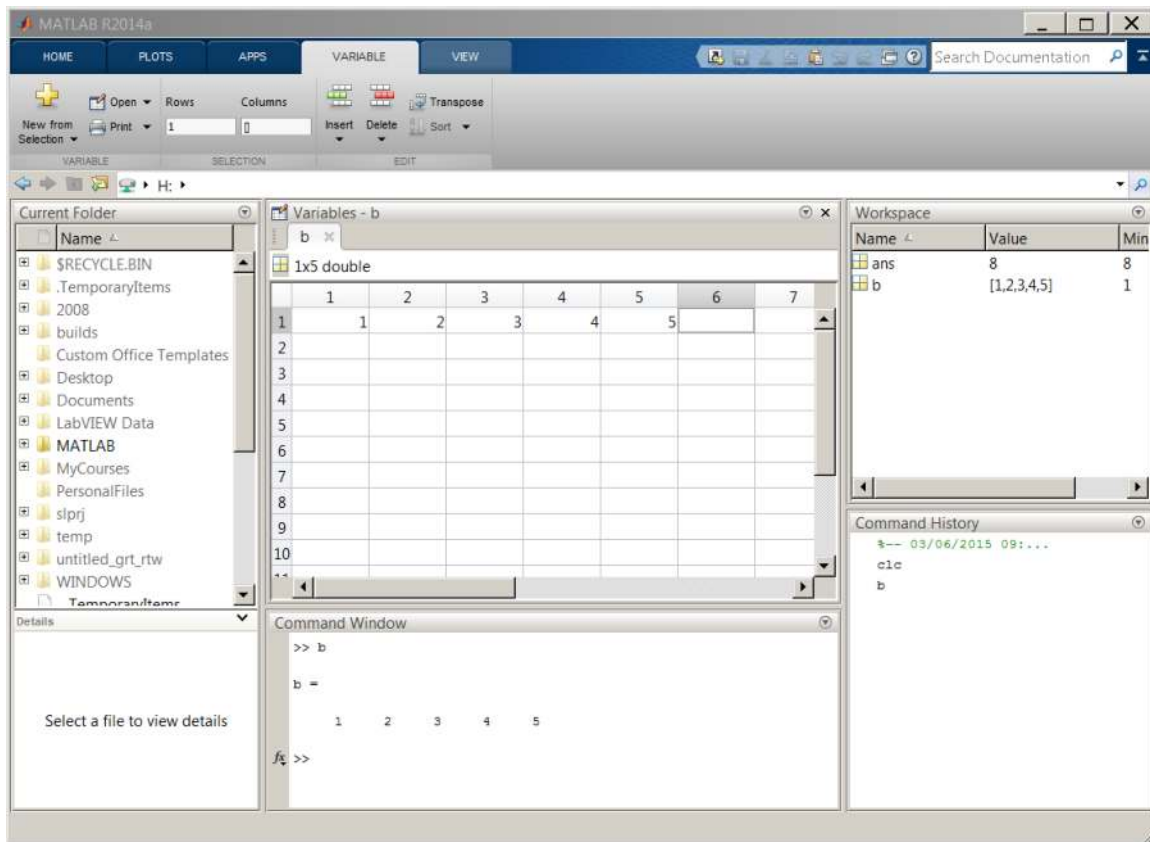 MATLAB R2014a
HOME PLOTS APPS VARIABLE VIEW
Search Documentation
New from Selection
Open
Print
Rows
1
Columns
[]
Insert
Delete
Transpose
Sort
VARIABLE SELECTION EDIT
H:
Current Folder
Name
$RECYCLE.BIN
.TemporaryItems
2008
builds
Custom Office Templates
Desktop
Documents
LabVIEW Data
MATLAB
MyCourses
PersonalFiles
slprj
temp
untitled_grt_rtw
WINDOWS
Details
Select a file to view details
Variables - b
b
1x5 double
1 2 3 4 5 6 7
1 1 2 3 4 5
2
3
4
5
6
7
8
9
10
Command Window
>> b
b =
1 2 3 4 5
fx >>
Workspace
Name Value Min
ans 8 8
b [1,2,3,4,5] 1
Command History
%-- 03/06/2015 09:...
clc
b